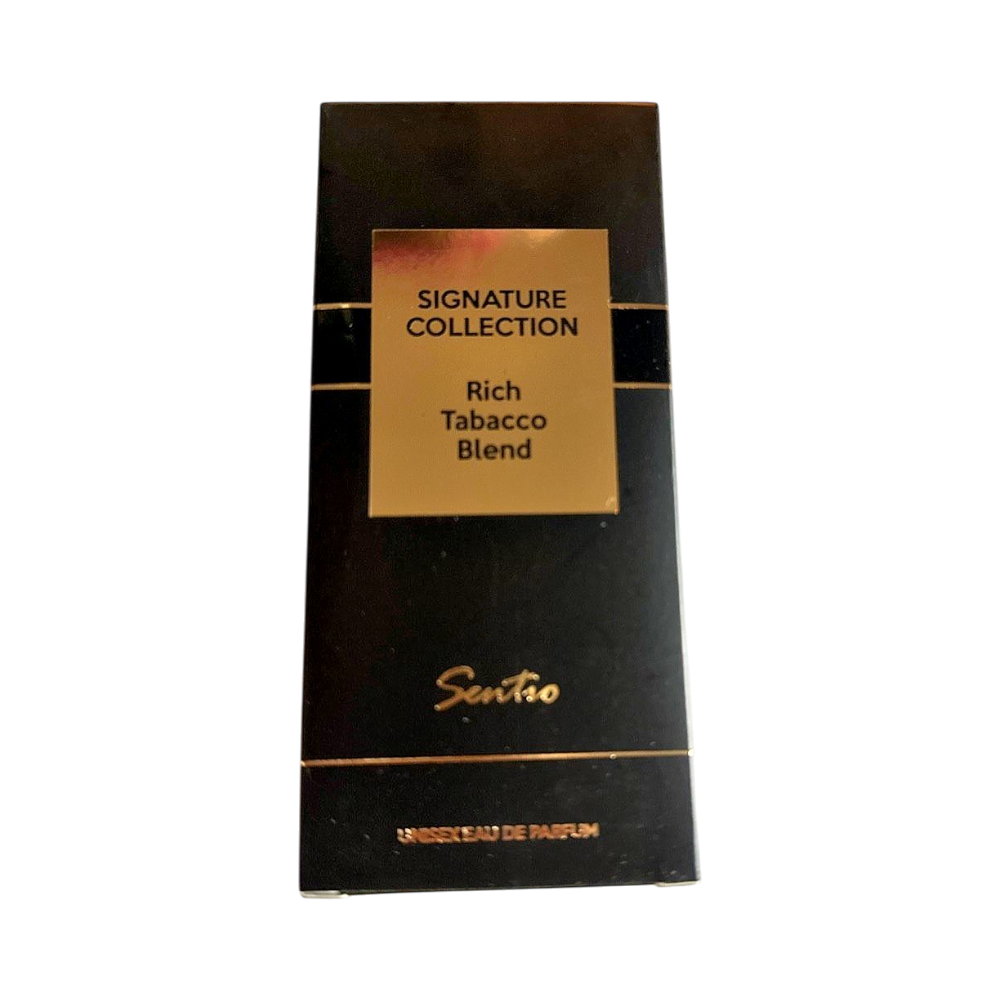 SIGNATURE
COLLECTION
Rich
Tabacco
Blend
Sentio
UNISEX EAU DE PARFUM